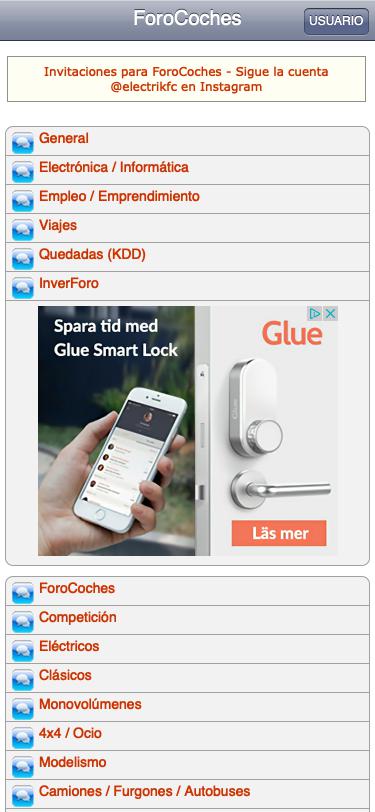 ForoCoches
USUARIO
Invitaciones para ForoCoches - Sigue la cuenta
@electrikfc en Instagram
General
Electrónica / Informática
Empleo / Emprendimiento
Viajes
Quedadas (KDD)
InverForo
Spara tid med
Glue Smart Lock
Glue
Glue
Läs mer
ForoCoches
Competición
Eléctricos
Clásicos
Monovolúmenes
4x4 / Ocio
Modelismo
Camiones / Furgones / Autobuses